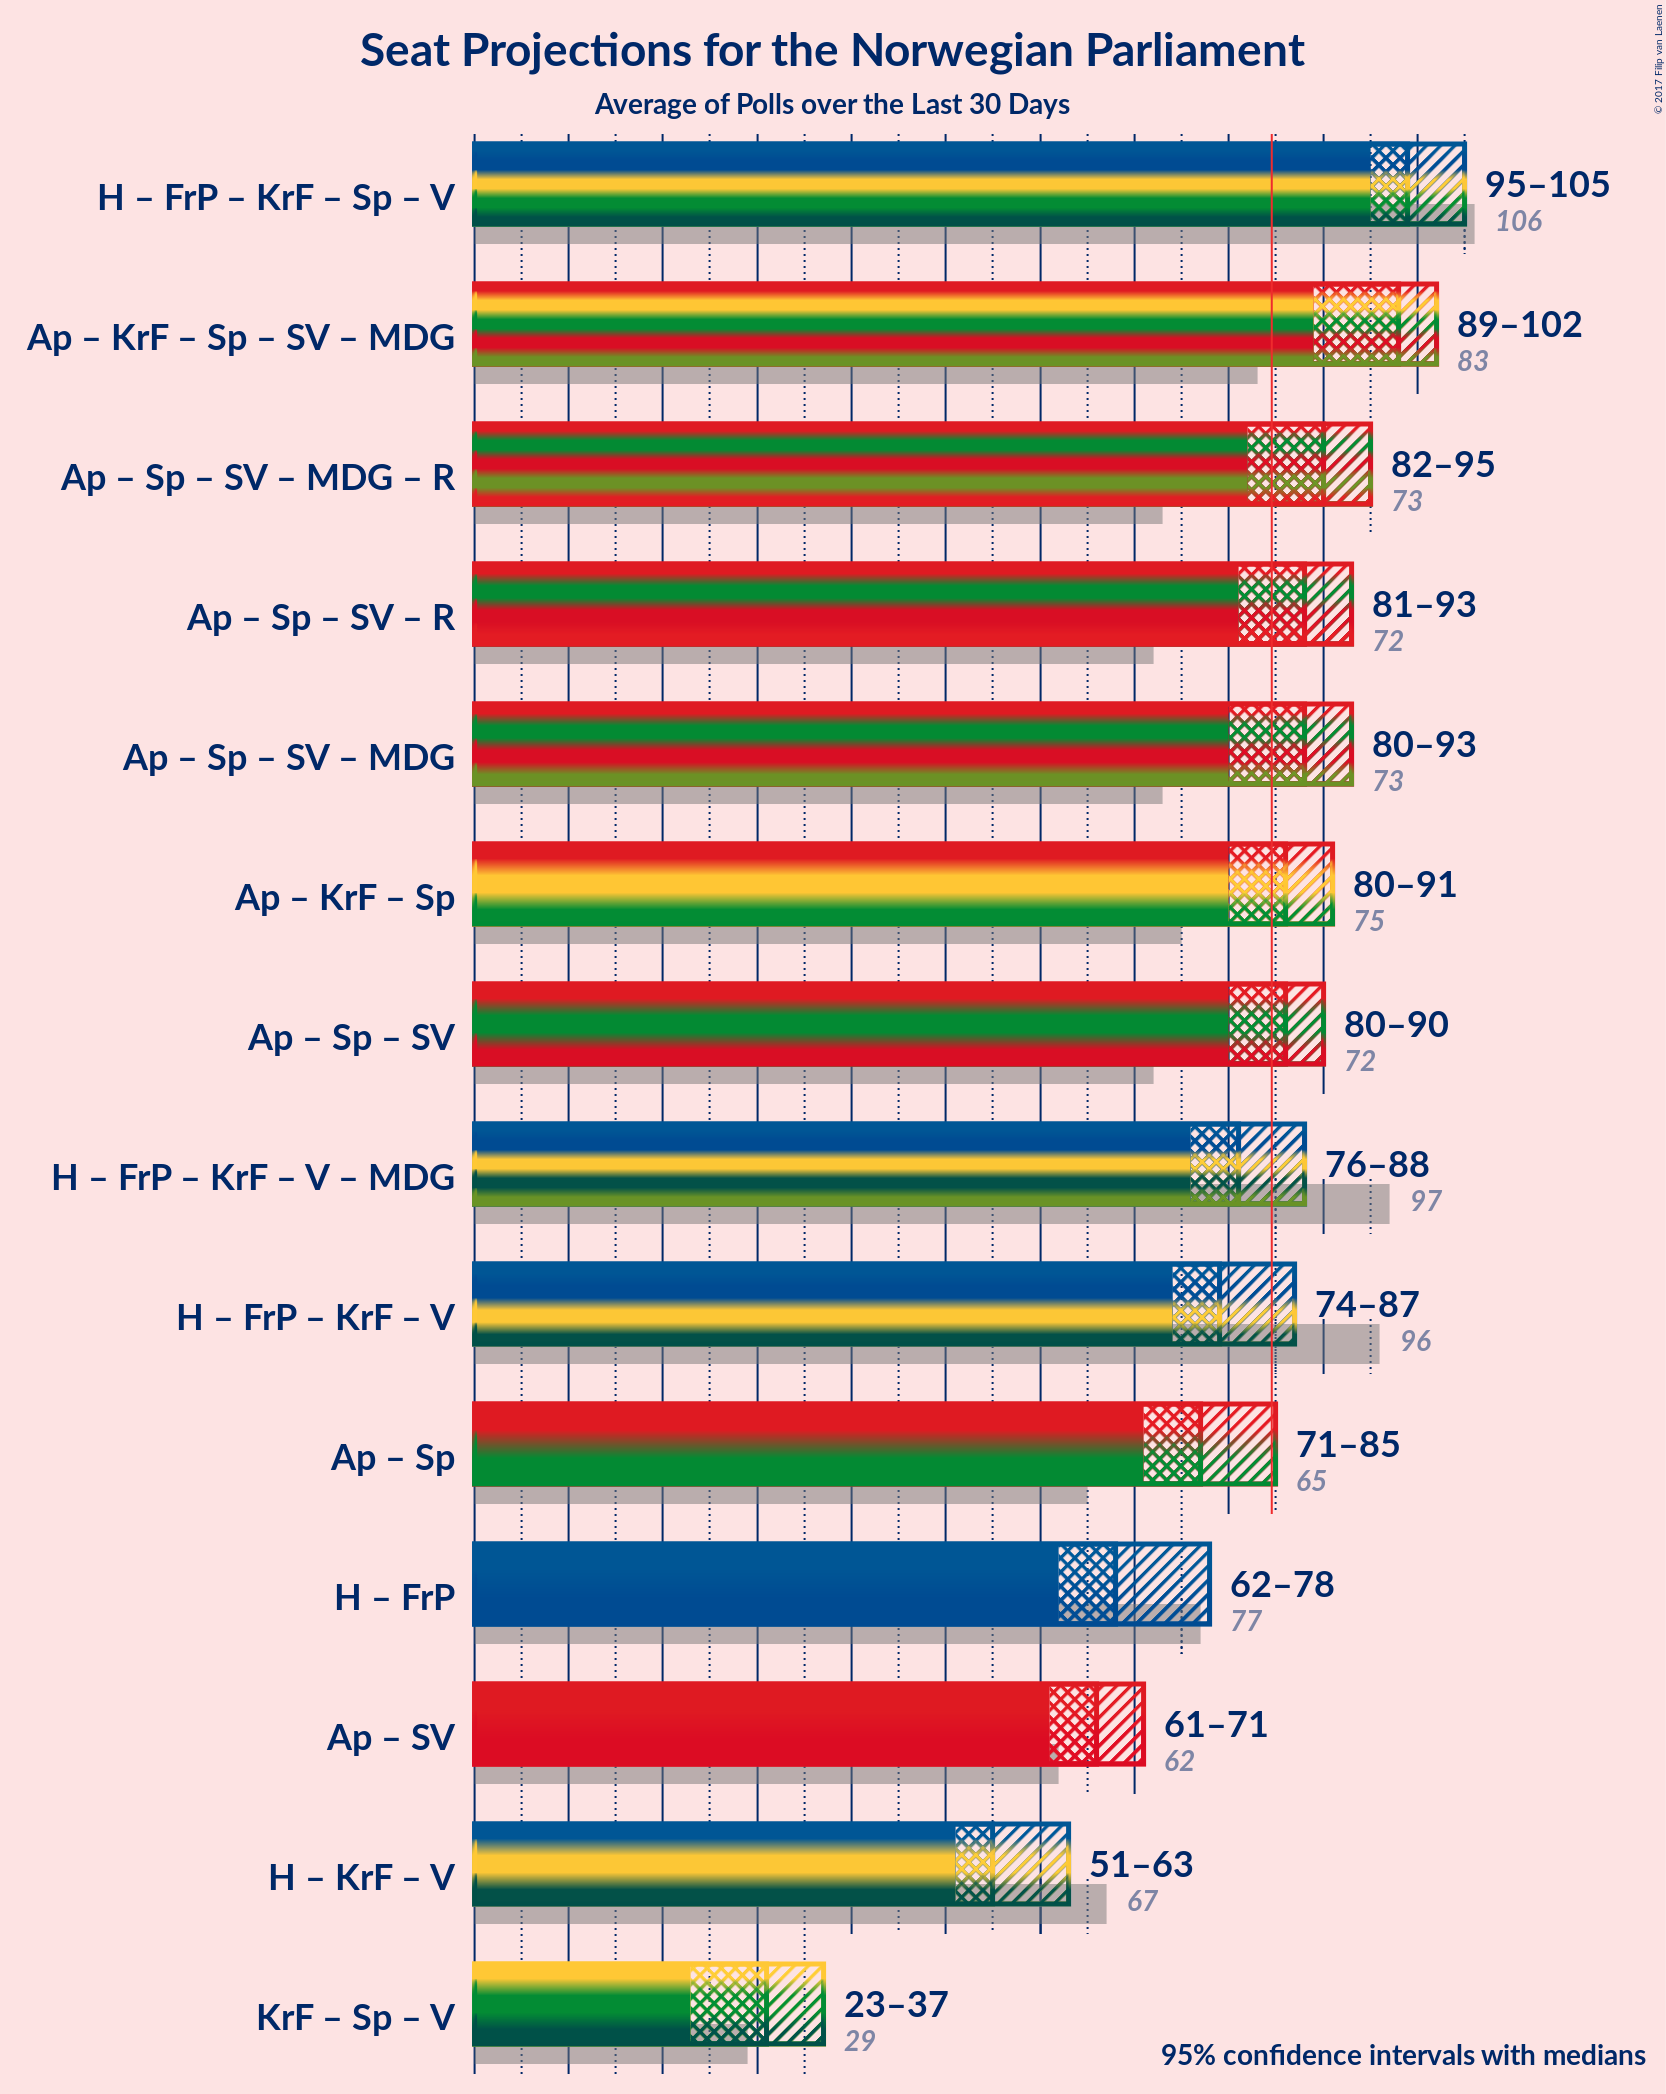 Seat Projections for the Norwegian Parliament
Average of Polls over the Last 30 Days
© 2017 Filip van Laenen
H – FrP – KrF – Sp – V
95–105
106
Ap – KrF – Sp – SV – MDG
89–102
83
Ap – Sp – SV – MDG – R
82–95
73
Ap – Sp – SV – R
81–93
72
Ap – Sp – SV – MDG
80–93
73
Ap – KrF – Sp
80–91
75
Ap – Sp – SV
80–90
72
H – FrP – KrF – V – MDG
76–88
97
H – FrP – KrF – V
74–87
96
Ap – Sp
71–85
65
H – FrP
62–78
77
Ap – SV
61–71
62
H – KrF – V
51–63
67
KrF – Sp – V
23–37
29
95% confidence intervals with medians